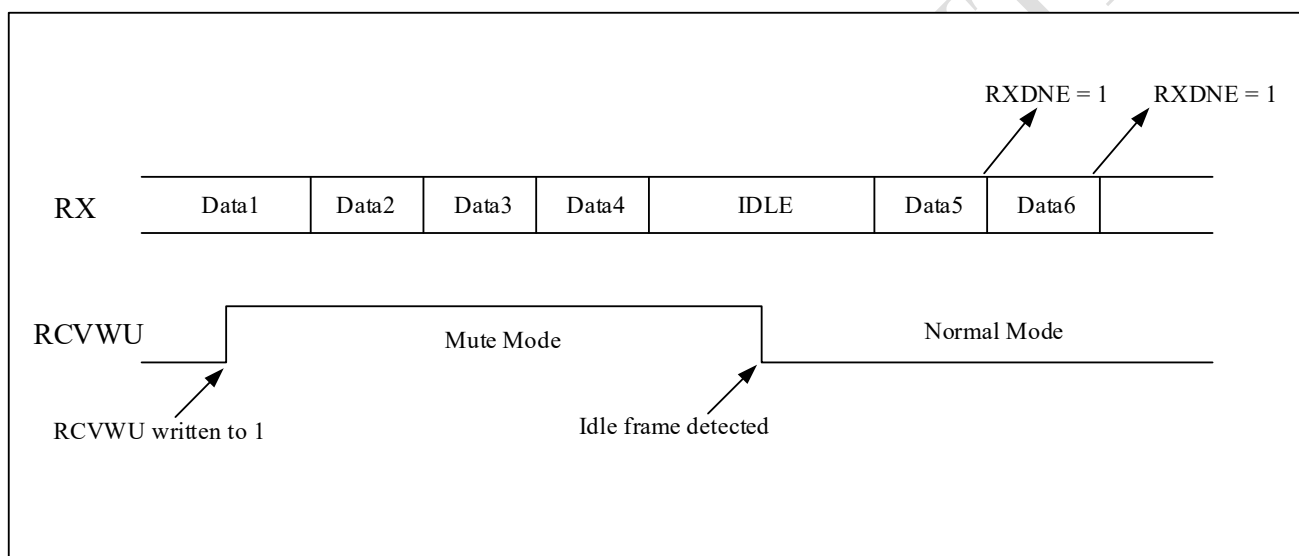 RXDNE = 1 RXDNE = 1
RX Data1 Data2 Data3 Data4 IDLE Data5 Data6
RCVWU Mute Mode Normal Mode
RCVWU written to 1 Idle frame detected